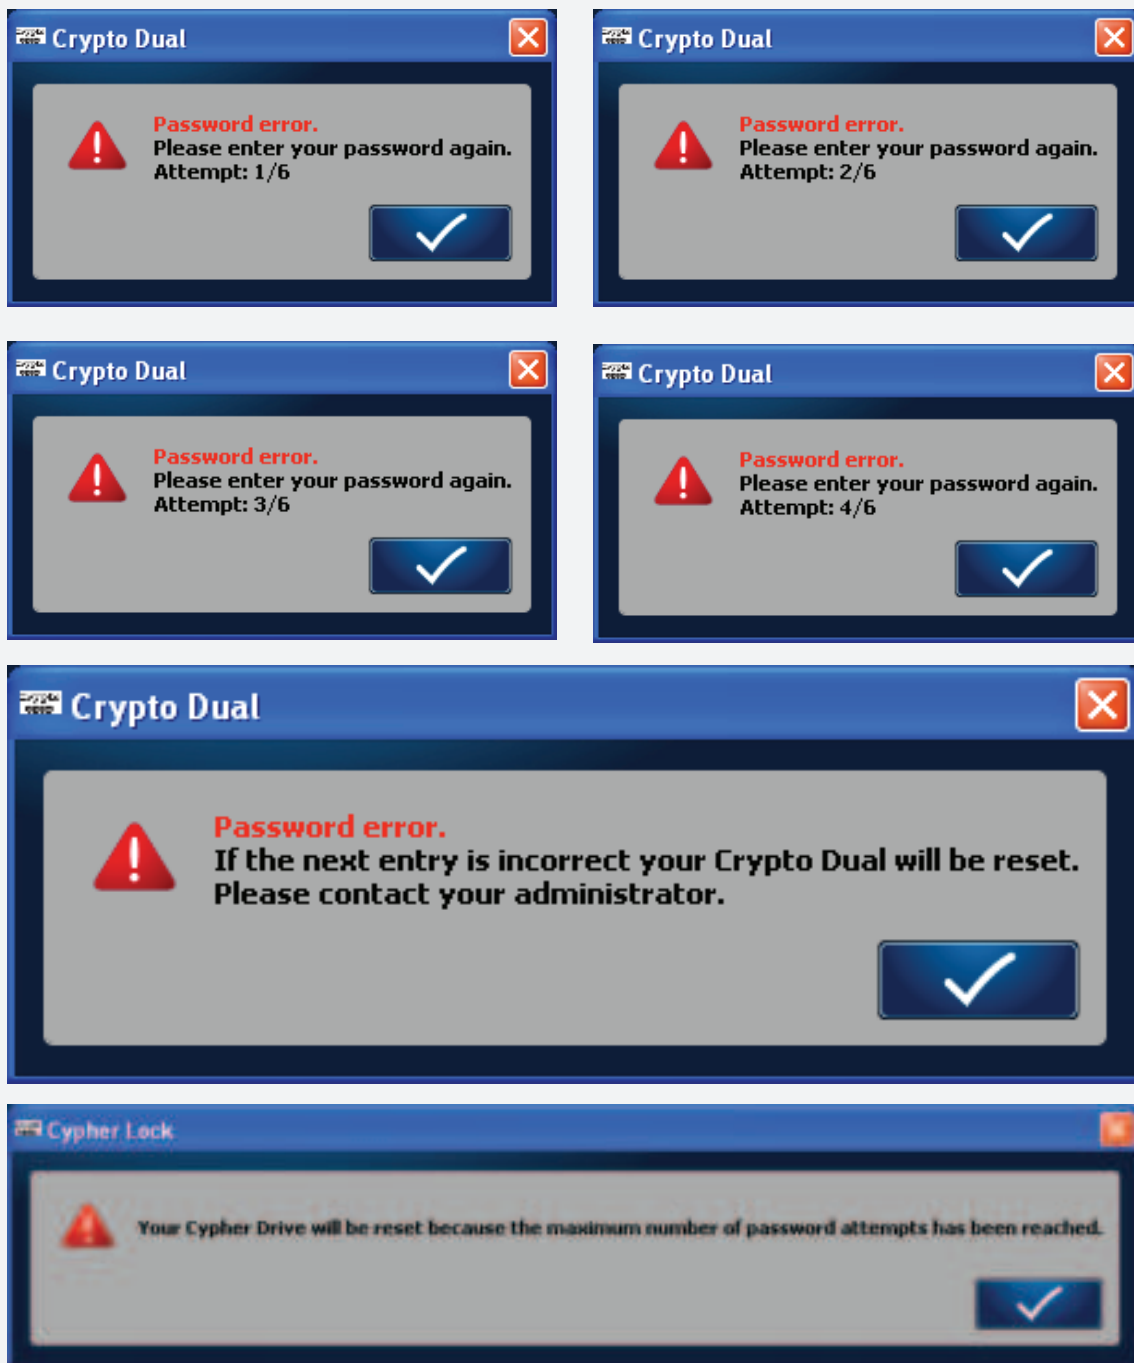 Crypto Dual
Password error.
Please enter your password again.
Attempt: 1/6
Crypto Dual
Password error.
Please enter your password again.
Attempt: 2/6
Crypto Dual
Password error.
Please enter your password again.
Attempt: 3/6
Crypto Dual
Password error.
Please enter your password again.
Attempt: 4/6
Crypto Dual
Password error.
If the next entry is incorrect your Crypto Dual will be reset.
Please contact your administrator.
Cypher Lock
Your Cypher Drive will be reset because the maximum number of password attempts has been reached.